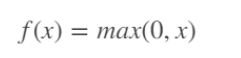 f(x) = max(0, x)